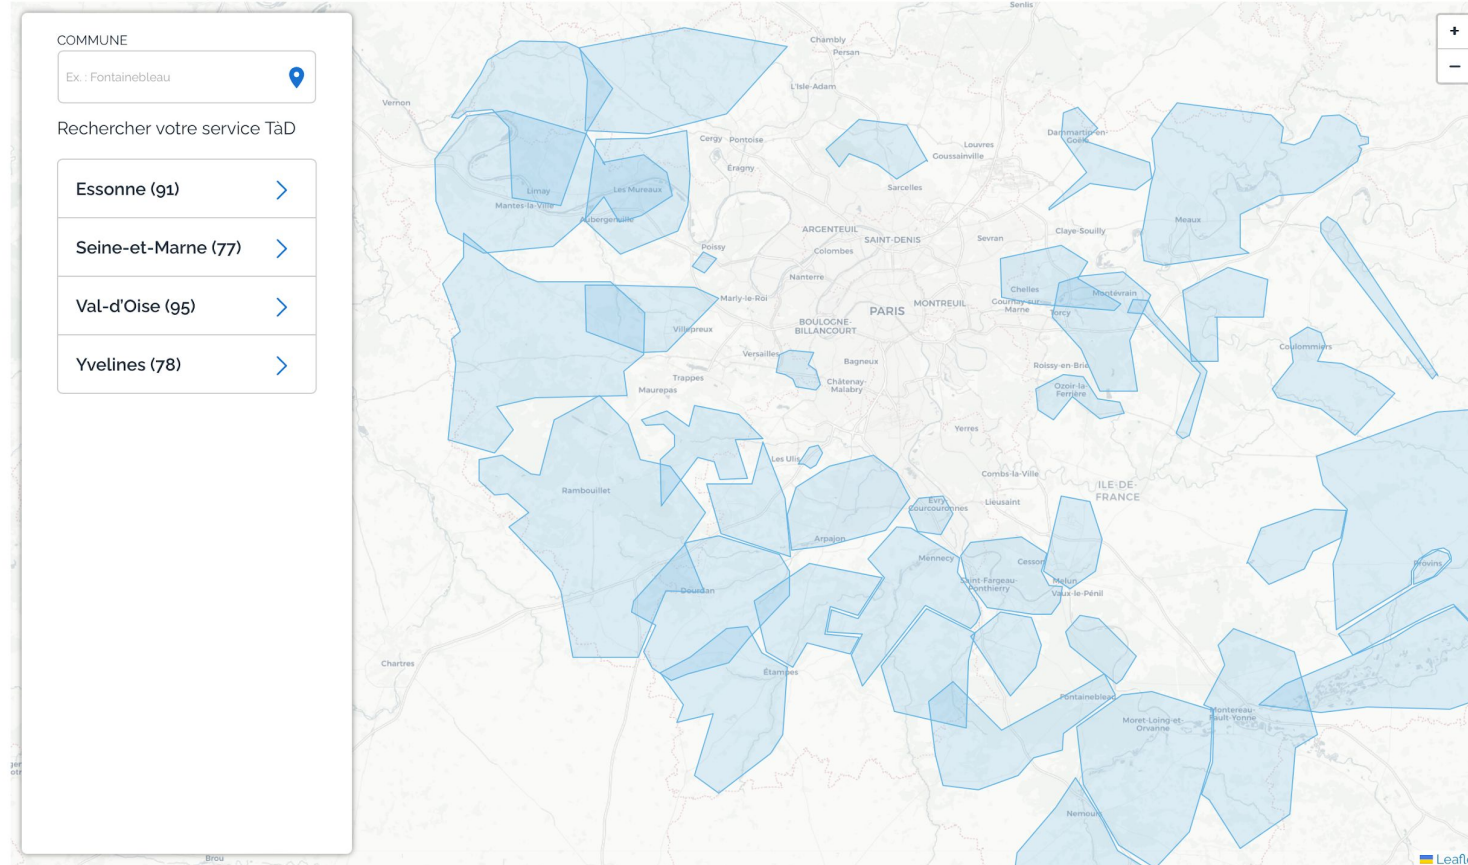 COMMUNE
Ex. : Fontainebleau
Rechercher votre service TàD
Essonne (91)
Seine-et-Marne (77)
Val-d'Oise (95)
Yvelines (78)
+
−
Senlis
Chambly
Persan
L'Isle-Adam
Vernon
Cergy
Pontoise
Éragny
Dammartin-en-
Goële
Louvres
Goussainville
Sarcelles
Limay
Mantes-la-Ville
Les Mureaux
Aubergenville
Meaux
ARGENTEUIL
SAINT-DENIS
Sevran
Claye-Souilly
Colombes
Poissy
Nanterre
Chelles
Montévrain
Marly-le-Roi
MONTREUIL
Gournay-sur-
Marne
Torcy
PARIS
BOULOGNE-
BILLANCOURT
Villepreux
Versailles
Bagneux
Coulommiers
Roissy-en-Brie
Trappes
Maurepas
Châtenay-
Malabry
Ozoir-la-
Ferrière
Yerres
Les Ulis
Combs-la-Ville
Rambouillet
ILE-DE-
FRANCE
Évry-
Courcouronnes
Lieusaint
Arpajon
Mennecy
Cesson
Provins
Saint-Fargeau-
Ponthierry
Melun
Vaux-le-Pénil
Dourdan
Chartres
Étampes
Fontainebleau
Moret-Loing-et-
Orvanne
Montereau-
Fault-Yonne
Nemours
Brou
Leafle